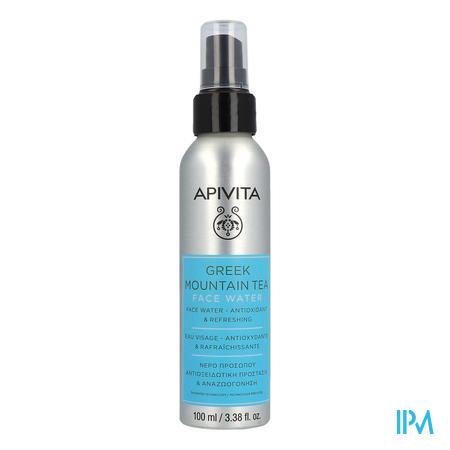 APIVITA
GREEK
MOUNTAIN TEA
FACE WATER
FACE WATER - ANTIOXIDANT
& REFRESHING
EAU VISAGE - ANTIOXYDANTE
& RAFRAÎCHISSANTE
ΝΕΡΟ ΠΡΟΣΩΠΟΥ
ΑΝΤΙΟΞΕΙΔΩΤΙΚΗ ΠΡΟΣΤΑΣΙΑ
& ΑΝΑΖΩΟΓΟΝΗΣΗ
100 ml / 3.38 fl. oz.
IPM